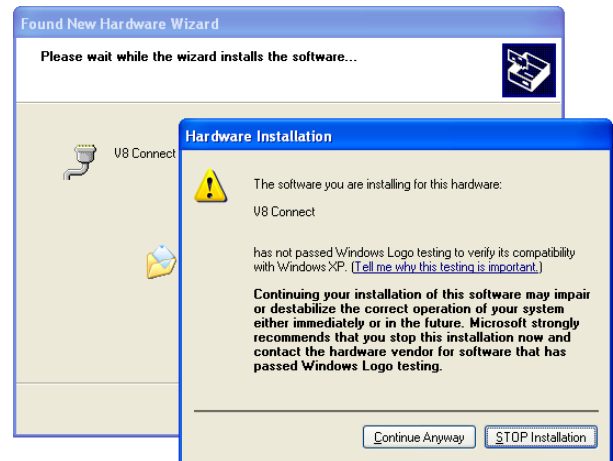 Found New Hardware Wizard
Please wait while the wizard installs the software...
V8 Connect
Hardware Installation
The software you are installing for this hardware:
V8 Connect
has not passed Windows Logo testing to verify its compatibility
with Windows XP. (Tell me why this testing is important.)
Continuing your installation of this software may impair
or destabilize the correct operation of your system
either immediately or in the future. Microsoft strongly
recommends that you stop this installation now and
contact the hardware vendor for software that has
passed Windows Logo testing.
Continue Anyway
STOP Installation